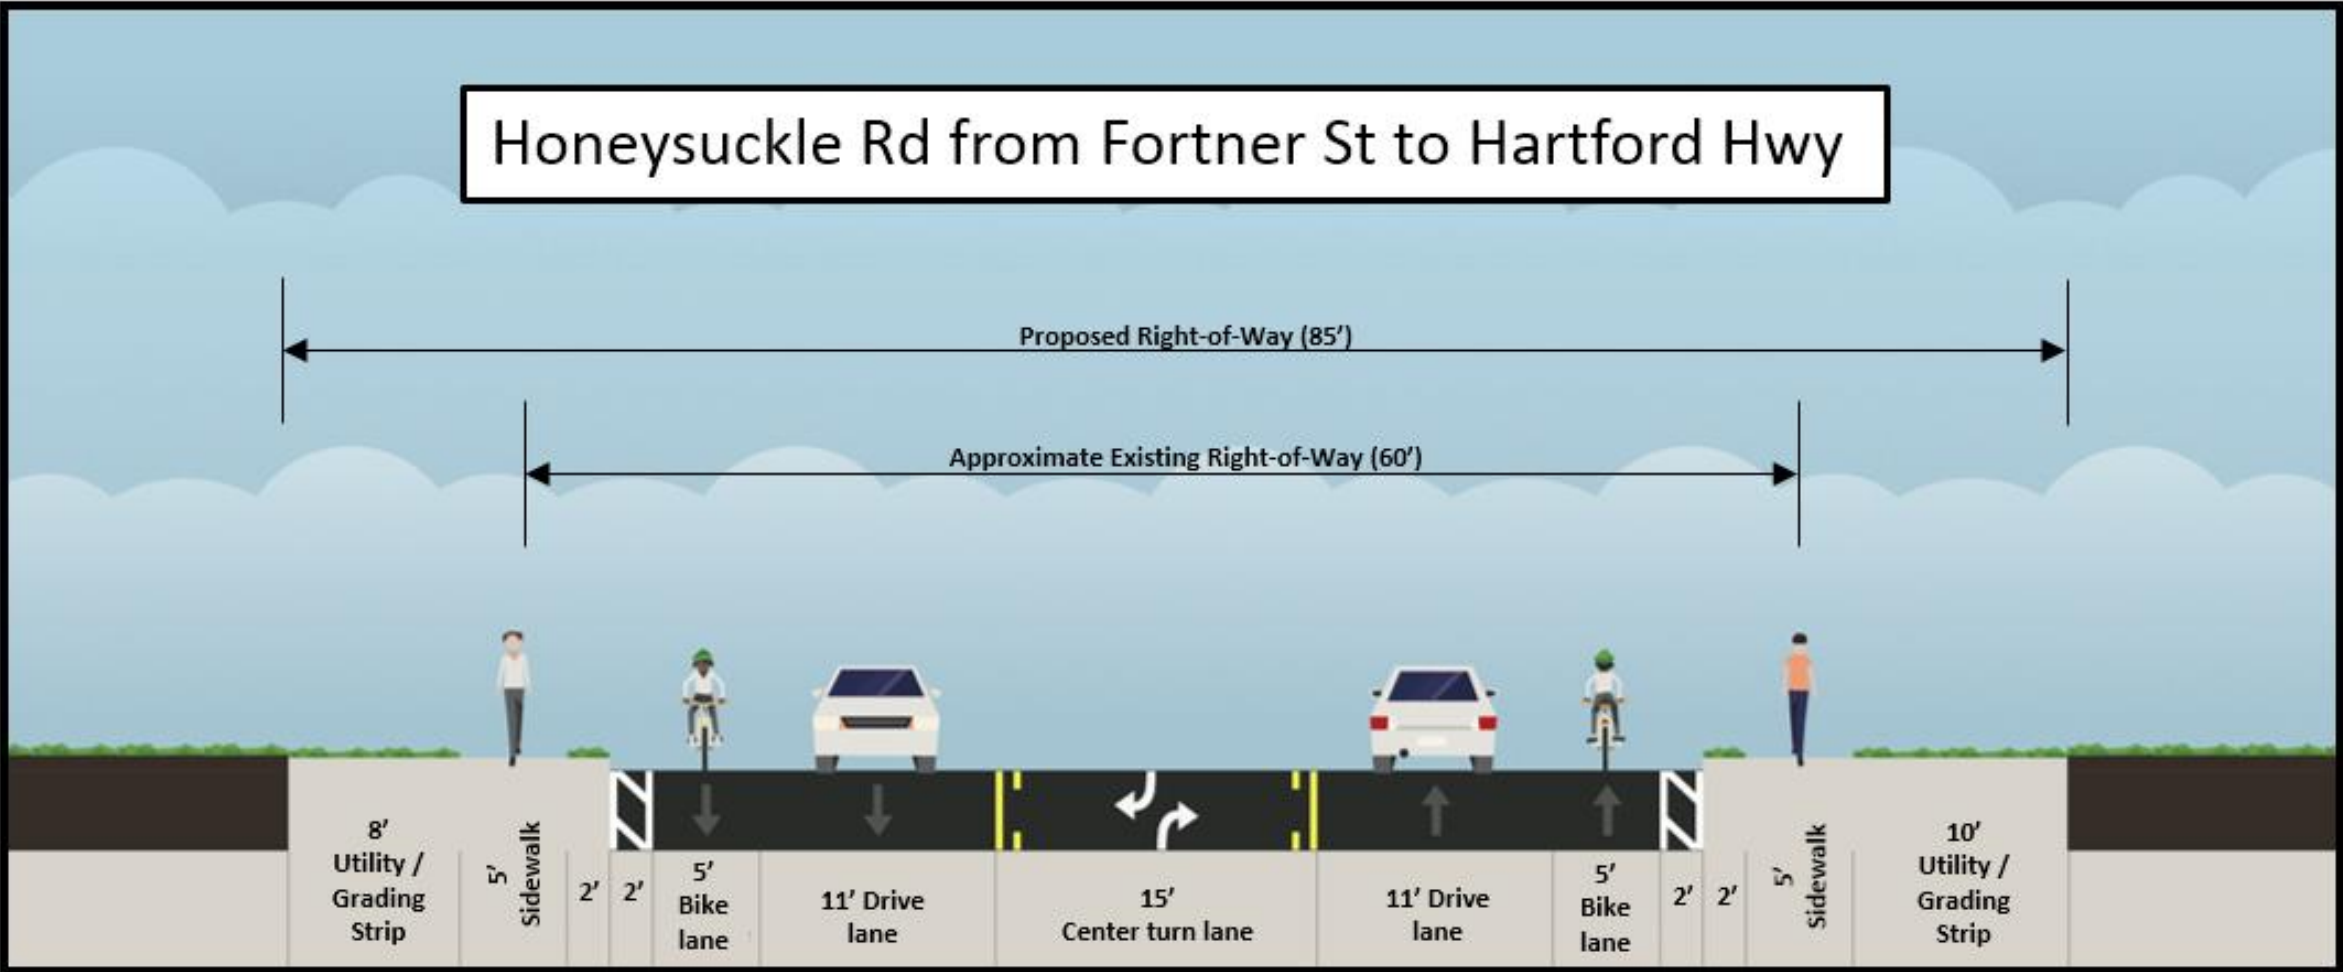 Honeysuckle Rd from Fortner St to Hartford Hwy
Proposed Right-of-Way (85’)
Approximate Existing Right-of-Way (60’)
8’
Utility /
Grading
Strip
5’
Sidewalk
2’
2’
5’
Bike
lane
11’ Drive
lane
15’
Center turn lane
11’ Drive
lane
5’
Bike
lane
2’
2’
5’
Sidewalk
10’
Utility /
Grading
Strip